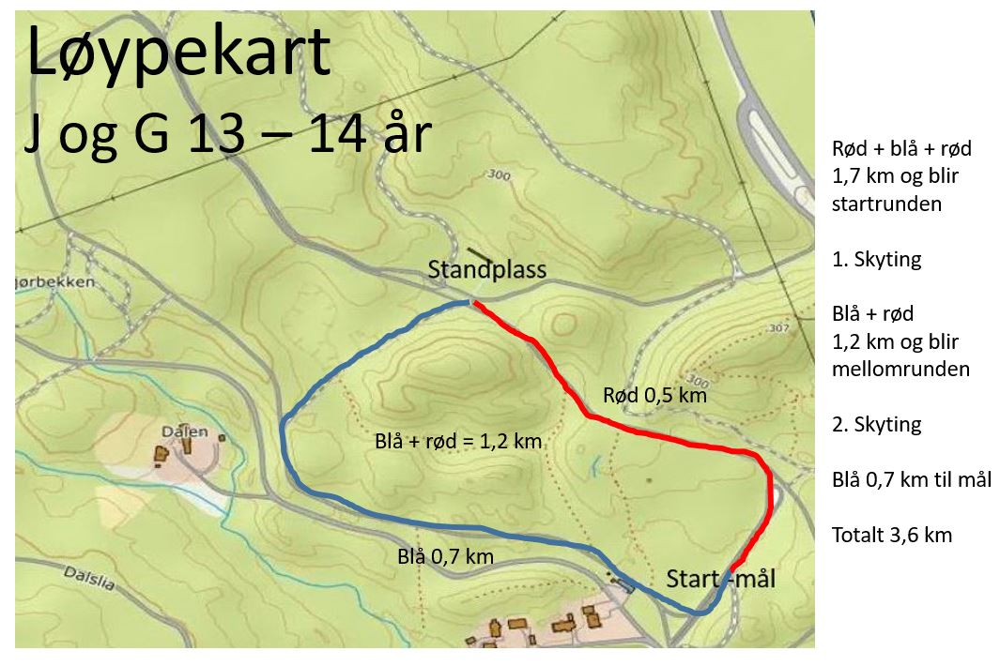 Løypekart
J og G 13 – 14 år
300
Standplass
jørbekken
307
300
Rød 0,5 km
Dalen
Blå + rød = 1,2 km
Blå 0,7 km
Start -mål
Dalslia
Rød + blå + rød
1,7 km og blir
startrunden
1. Skyting
Blå + rød
1,2 km og blir
mellomrunden
2. Skyting
Blå 0,7 km til mål
Totalt 3,6 km